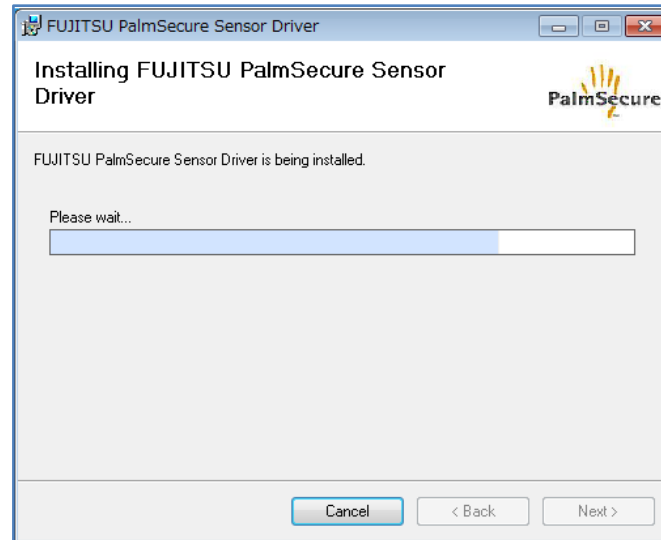 FUJITSU PalmSecure Sensor Driver
Installing FUJITSU PalmSecure Sensor
Driver
PalmSecure
FUJITSU PalmSecure Sensor Driver is being installed.
Please wait...
Cancel
< Back
Next >